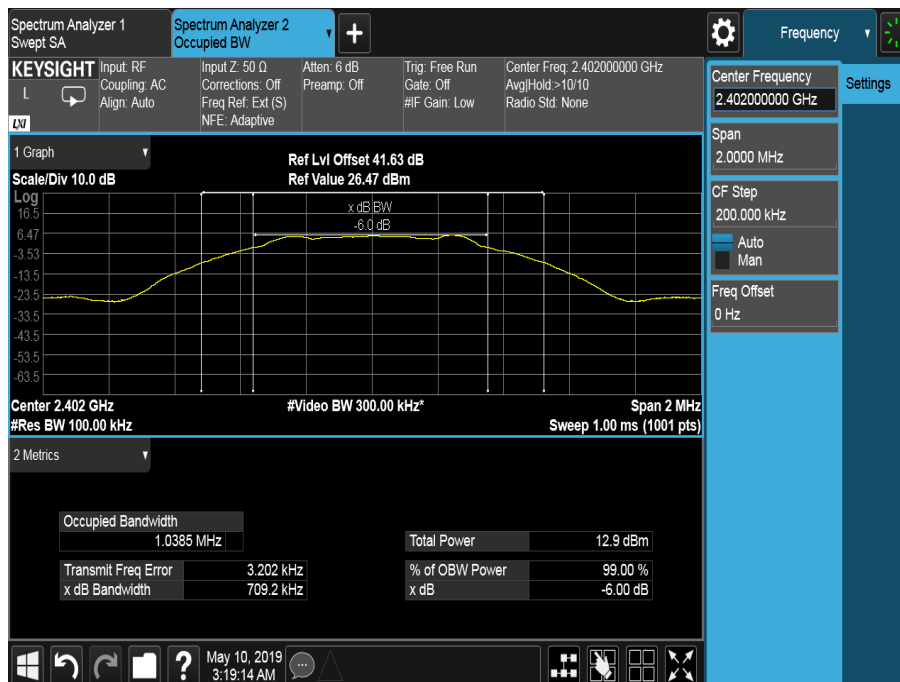 Spectrum Analyzer 1
Swept SA
Spectrum Analyzer 2
Occupied BW
Frequency
KEYSIGHT
L
LXI
Input: RF
Coupling: AC
Align: Auto
Input Z: 50 Ω
Corrections: Off
Freq Ref: Ext (S)
NFE: Adaptive
Atten: 6 dB
Preamp: Off
Trig: Free Run
Gate: Off
#IF Gain: Low
Center Freq: 2.402000000 GHz
Avg|Hold:>10/10
Radio Std: None
Center Frequency
2.402000000 GHz
Settings
Span
2.0000 MHz
CF Step
200.000 kHz
Auto
Man
Freq Offset
0 Hz
1 Graph
Scale/Div 10.0 dB
Ref Lvl Offset 41.63 dB
Ref Value 26.47 dBm
Log
16.5
6.47
-3.53
-13.5
-23.5
-33.5
-43.5
-53.5
-63.5
x dB BW
-6.0 dB
Center 2.402 GHz
#Video BW 300.00 kHz*
Span 2 MHz
#Res BW 100.00 kHz
Sweep 1.00 ms (1001 pts)
2 Metrics
Occupied Bandwidth
1.0385 MHz
Total Power 12.9 dBm
Transmit Freq Error 3.202 kHz
% of OBW Power 99.00 %
x dB Bandwidth 709.2 kHz
x dB -6.00 dB
?
May 10, 2019
3:19:14 AM